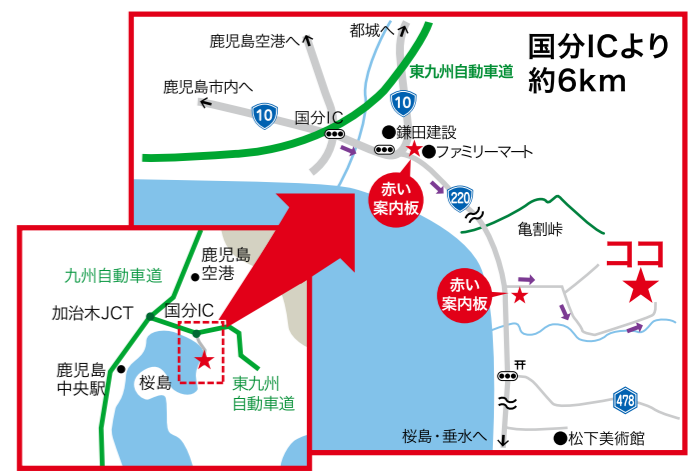 国分ICより
約6km
都城へ
鹿児島空港へ
東九州自動車道
鹿児島市内へ
10
10
国分IC
鎌田建設
ファミリーマート
赤い
案内板
220
亀割峠
ココ
赤い
案内板
478
桜島・垂水へ
松下美術館
鹿児島
空港
九州自動車道
加治木JCT
国分IC
鹿児島
中央駅
桜島
東九州
自動車道